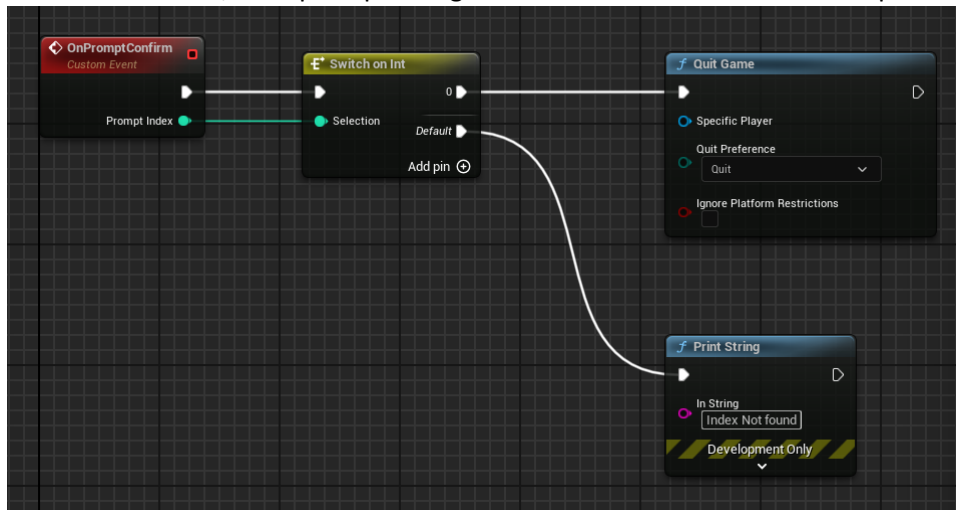 OnPromptConfirm
Custom Event
Prompt Index
Switch on Int
0
Selection
Default
Add pin
f Quit Game
Specific Player
Quit Preference
Quit
Ignore Platform Restrictions
f Print String
In String
Index Not found
Development Only